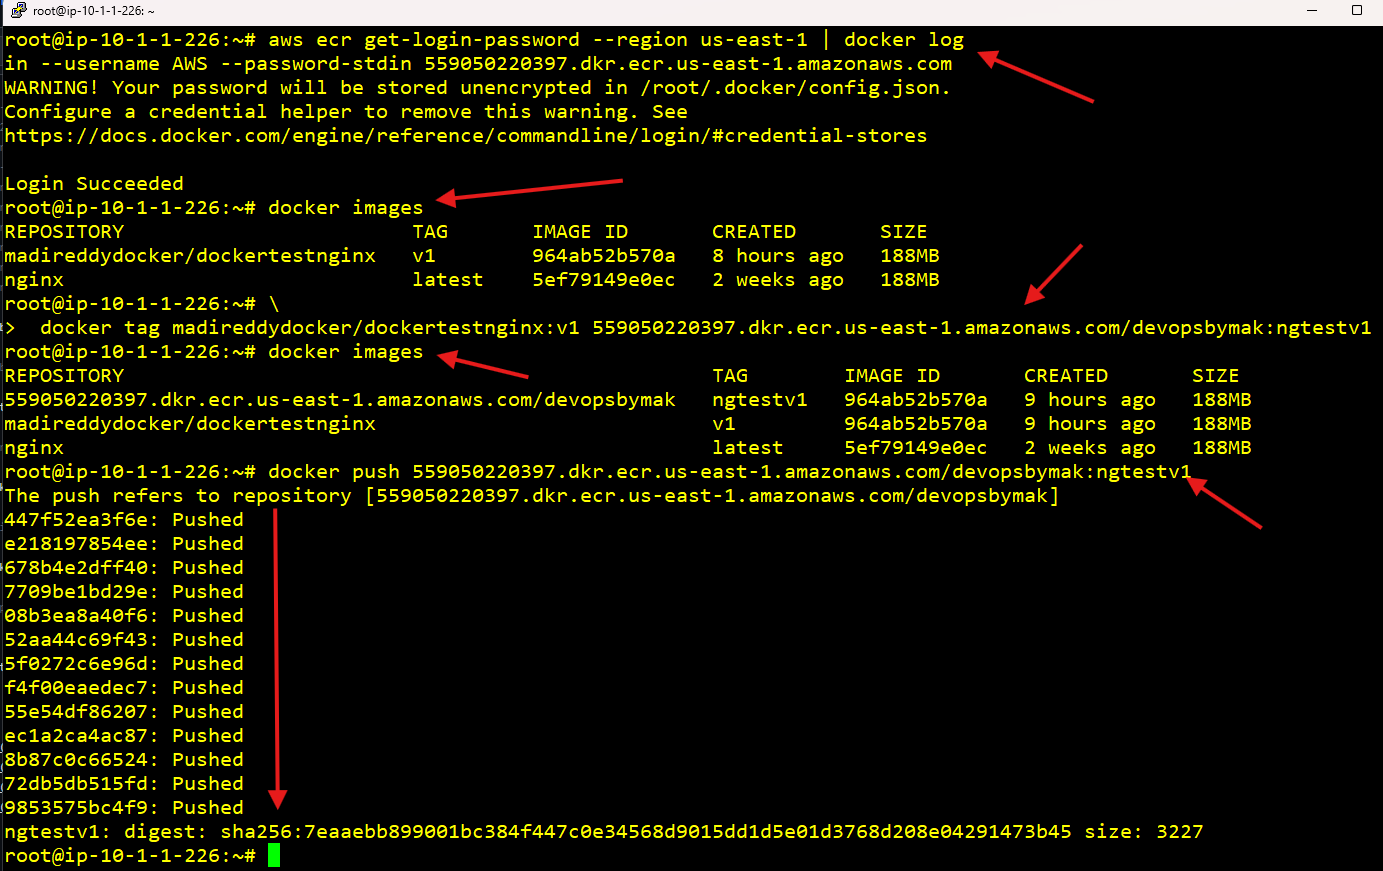 root@ip-10-1-1-226: ~
root@ip-10-1-1-226:~# aws ecr get-login-password --region us-east-1 | docker log
in --username AWS --password-stdin 559050220397.dkr.ecr.us-east-1.amazonaws.com
WARNING! Your password will be stored unencrypted in /root/.docker/config.json.
Configure a credential helper to remove this warning. See
https://docs.docker.com/engine/reference/commandline/login/#credential-stores
Login Succeeded
root@ip-10-1-1-226:~# docker images
REPOSITORY TAG IMAGE ID CREATED SIZE
madireddydocker/dockertestnginx v1 964ab52b570a 8 hours ago 188MB
nginx latest 5ef79149e0ec 2 weeks ago 188MB
root@ip-10-1-1-226:~# \
> docker tag madireddydocker/dockertestnginx:v1 559050220397.dkr.ecr.us-east-1.amazonaws.com/devopsbymak:ngtestv1
root@ip-10-1-1-226:~# docker images
REPOSITORY TAG IMAGE ID CREATED SIZE
559050220397.dkr.ecr.us-east-1.amazonaws.com/devopsbymak ngtestv1 964ab52b570a 9 hours ago 188MB
madireddydocker/dockertestnginx v1 964ab52b570a 9 hours ago 188MB
nginx latest 5ef79149e0ec 2 weeks ago 188MB
root@ip-10-1-1-226:~# docker push 559050220397.dkr.ecr.us-east-1.amazonaws.com/devopsbymak:ngtestv1
The push refers to repository [559050220397.dkr.ecr.us-east-1.amazonaws.com/devopsbymak]
447f52ea3f6e: Pushed
e218197854ee: Pushed
678b4e2dff40: Pushed
7709be1bd29e: Pushed
08b3ea8a40f6: Pushed
52aa44c69f43: Pushed
5f0272c6e96d: Pushed
f4f00eaedec7: Pushed
55e54df86207: Pushed
ec1a2ca4ac87: Pushed
8b87c0c66524: Pushed
72db5db515fd: Pushed
9853575bc4f9: Pushed
ngtestv1: digest: sha256:7eaaebb899001bc384f447c0e34568d9015dd1d5e01d3768d208e04291473b45 size: 3227
root@ip-10-1-1-226:~#